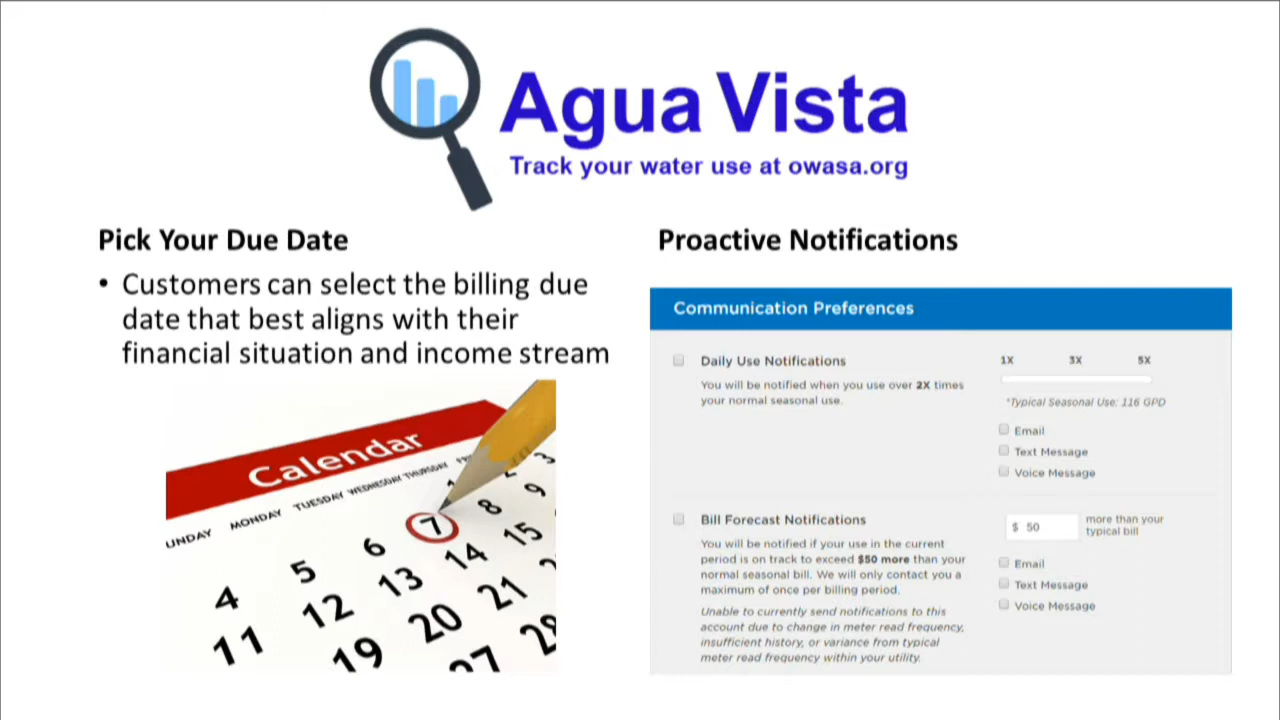 Agua Vista
Track your water use at owasa.org
Pick Your Due Date
• Customers can select the billing due
date that best aligns with their
financial situation and income stream
Calendar
UNDAY MONDAY TUESDAY WEDNESDAY THURSDAY
1 2 3
4 5 6 7 8 9
11 12 13 14 15
19 20 21
27 28
Proactive Notifications
Communication Preferences
Daily Use Notifications
You will be notified when you use over 2X times
your normal seasonal use.
1X 3X 5X
*Typical Seasonal Use: 116 GPD
Email
Text Message
Voice Message
Bill Forecast Notifications
You will be notified if your use in the current
period is on track to exceed $50 more than your
normal seasonal bill. We will only contact you a
maximum of once per billing period.
Unable to currently send notifications to this
account due to change in meter read frequency,
insufficient history, or variance from typical
meter read frequency within your utility.
$ 50 more than your
typical bill
Email
Text Message
Voice Message